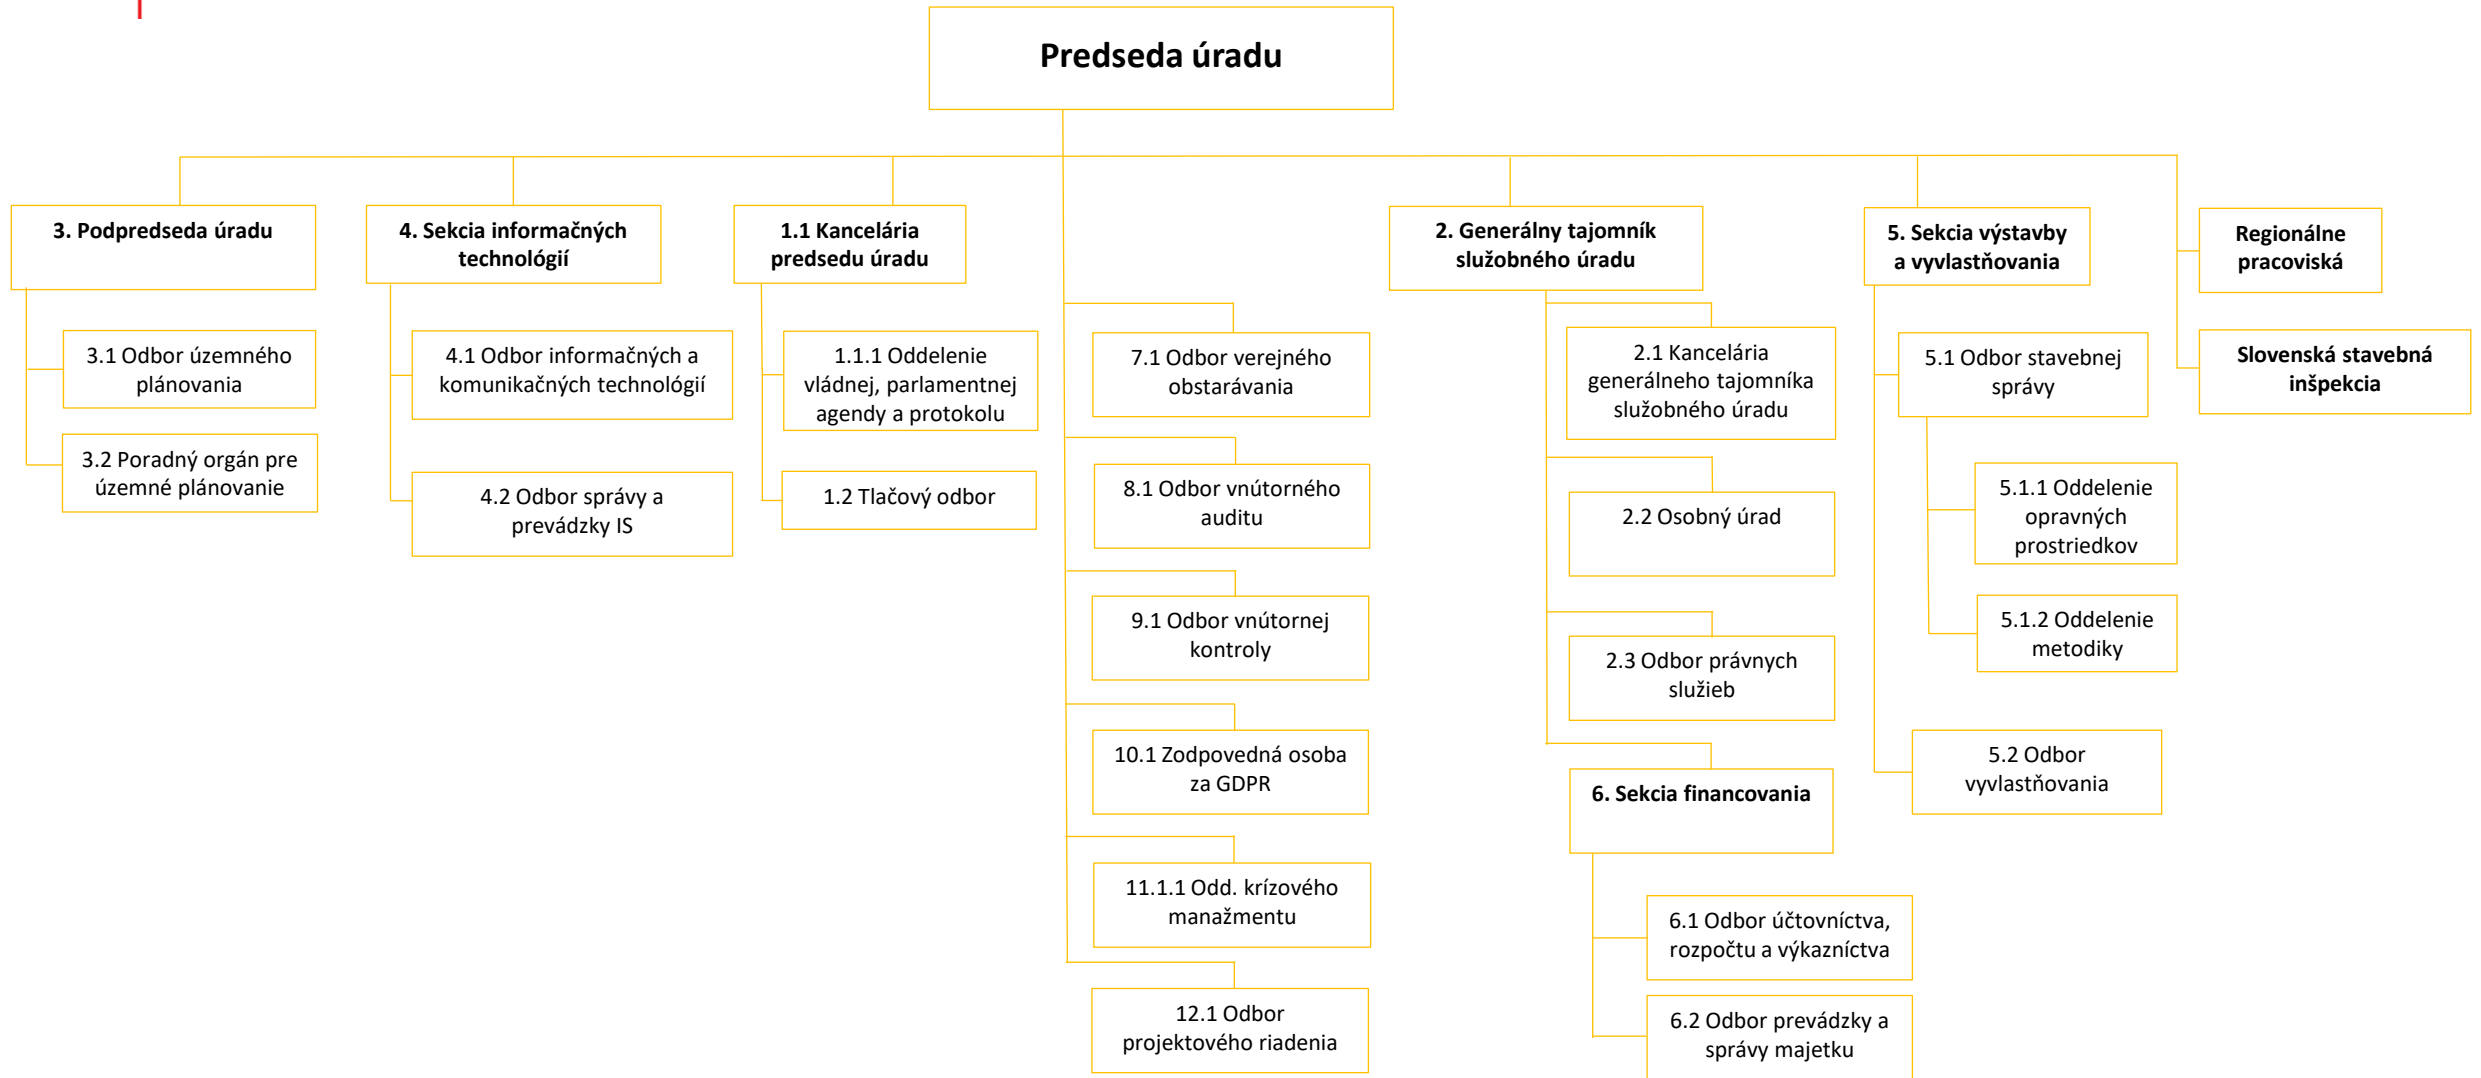 Predseda úradu
3. Podpredseda úradu
3.1 Odbor územného
plánovania
3.2 Poradný orgán pre
územné plánovanie
4. Sekcia informačných
technológií
4.1 Odbor informačných a
komunikačných technológií
4.2 Odbor správy a
prevádzky IS
1.1 Kancelária
predsedu úradu
1.1.1 Oddelenie
vládnej, parlamentnej
agendy a protokolu
1.2 Tlačový odbor
7.1 Odbor verejného
obstarávania
8.1 Odbor vnútorného
auditu
9.1 Odbor vnútornej
kontroly
10.1 Zodpovedná osoba
za GDPR
11.1.1 Odd. krízového
manažmentu
12.1 Odbor
projektového riadenia
2. Generálny tajomník
služobného úradu
2.1 Kancelária
generálneho tajomníka
služobného úradu
2.2 Osobný úrad
2.3 Odbor právnych
služieb
6. Sekcia financovania
6.1 Odbor účtovníctva,
rozpočtu a výkazníctva
6.2 Odbor prevádzky a
správy majetku
5. Sekcia výstavby
a vyvlastňovania
5.1 Odbor stavebnej
správy
5.1.1 Oddelenie
opravných
prostriedkov
5.1.2 Oddelenie
metodiky
5.2 Odbor
vyvlastňovania
Regionálne
pracoviská
Slovenská stavebná
inšpekcia